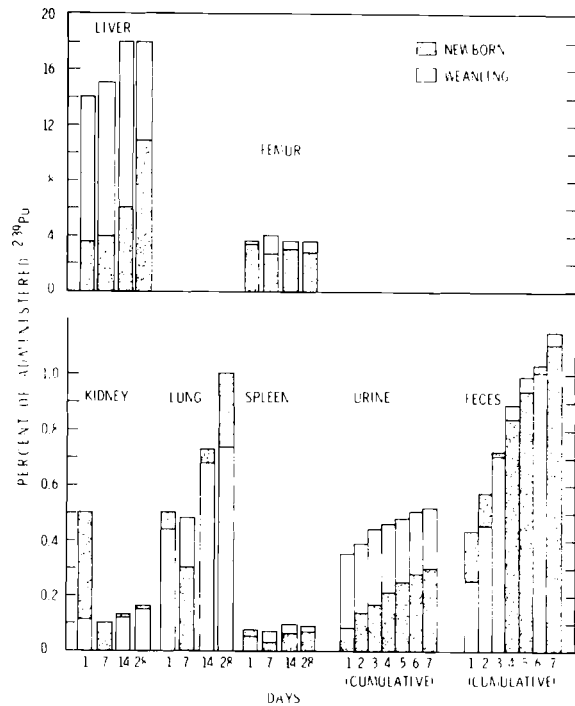 LIVER
20
16
12
8
4
0
NEWBORN
WEANLING
FEMUR
PERCENT OF ADMINISTERED 239PU
1.0
0.8
0.6
0.4
0.2
0
KIDNEY
LUNG
SPLEEN
URINE
FECES
1 7 14 28
1 7 14 28
1 7 14 28
1 2 3 4 5 6 7
1 2 3 4 5 6 7
(CUMULATIVE)
(CUMULATIVE)
DAYS